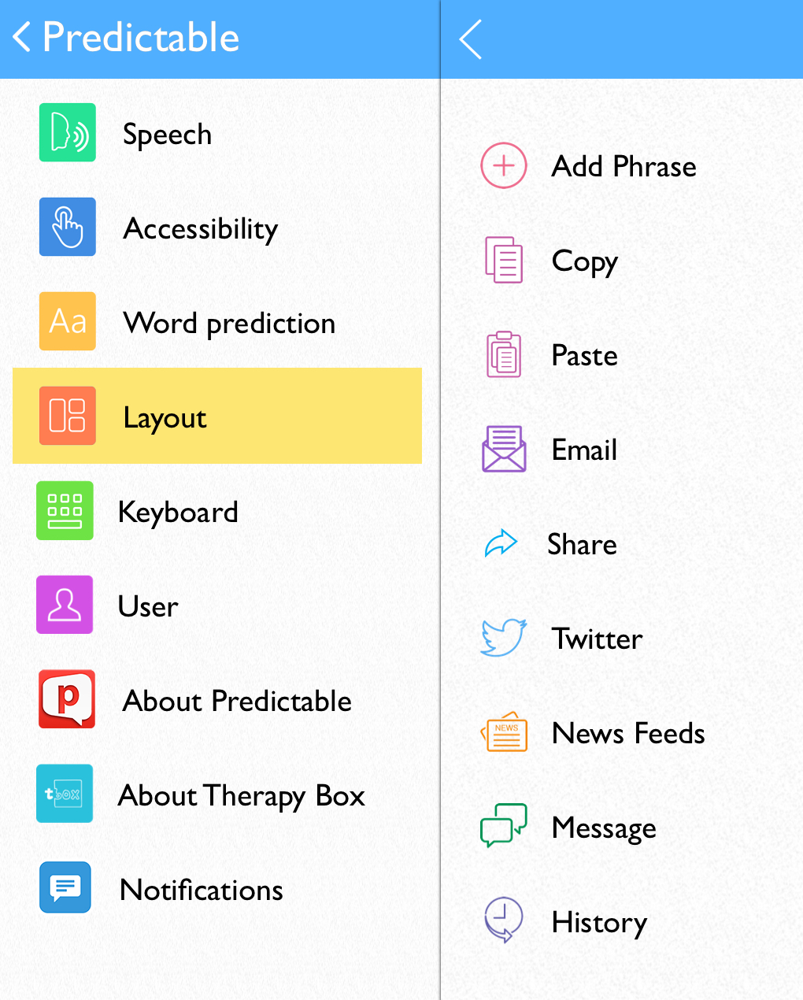 Predictable
Speech
Accessibility
Aa
Word prediction
Layout
Keyboard
User
p
About Predictable
tbox
About Therapy Box
Notifications
Add Phrase
Copy
Paste
Email
Share
Twitter
NEWS
News Feeds
Message
History